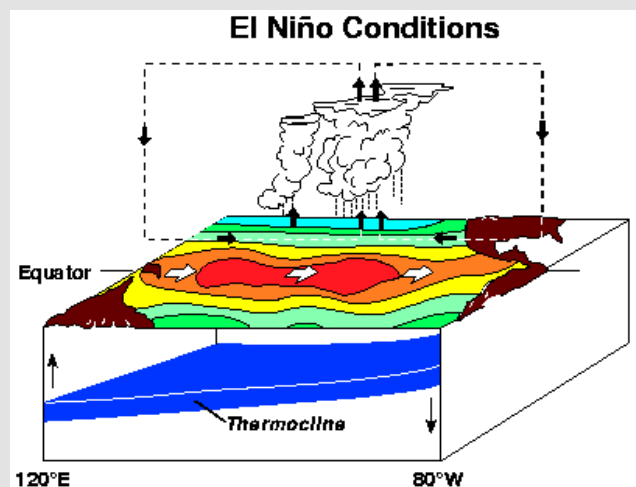 El Niño Conditions
Equator
Thermocline
120°E
80°W